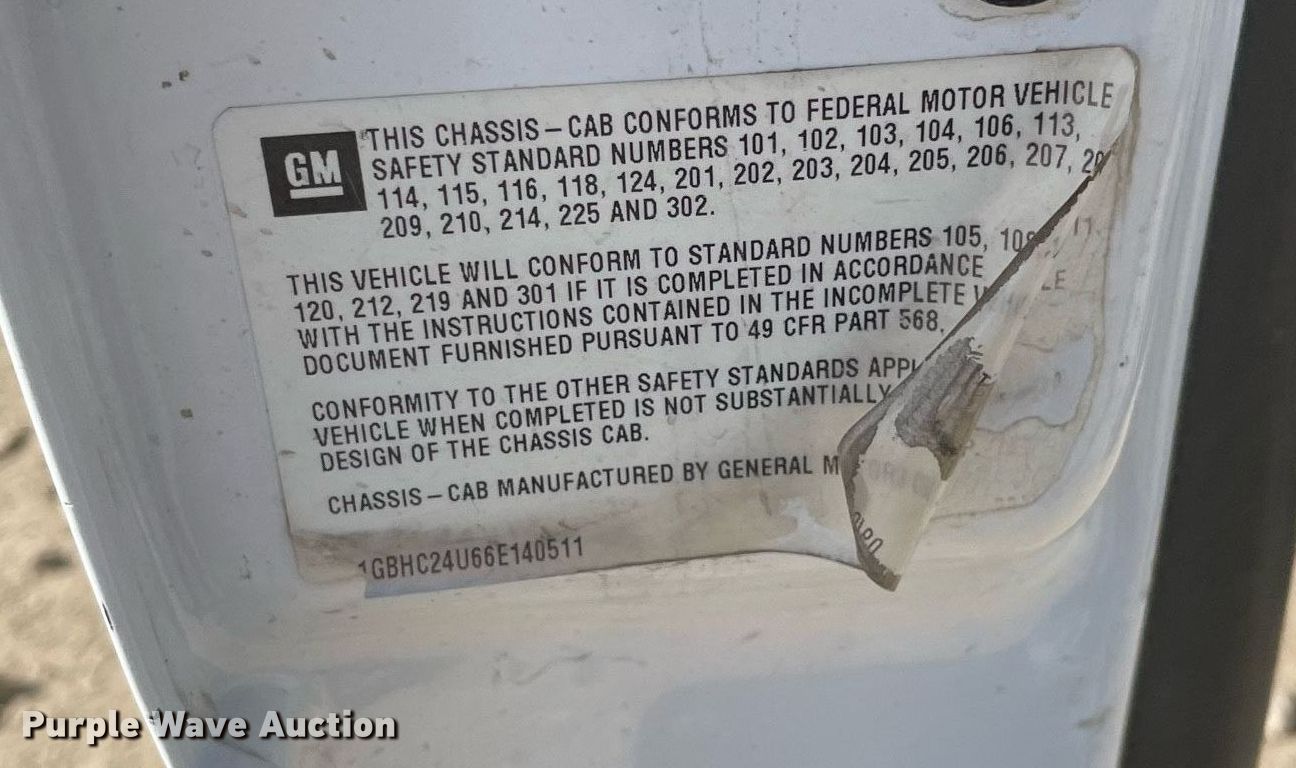 GM
THIS CHASSIS-CAB CONFORMS TO FEDERAL MOTOR VEHICLE
SAFETY STANDARD NUMBERS 101, 102, 103, 104, 106, 113,
114, 115, 116, 118, 124, 201, 202, 203, 204, 205, 206, 207,
209, 210, 214, 225 AND 302.
THIS VEHICLE WILL CONFORM TO STANDARD NUMBERS 105,
120, 212, 219 AND 301 IF IT IS COMPLETED IN ACCORDANCE
WITH THE INSTRUCTIONS CONTAINED IN THE INCOMPLETE
DOCUMENT FURNISHED PURSUANT TO 49 CFR PART 568.
CONFORMITY TO THE OTHER SAFETY STANDARDS
VEHICLE WHEN COMPLETED IS NOT SUBSTANTIALLY
DESIGN OF THE CHASSIS CAB.
CHASSIS-CAB MANUFACTURED BY GENERAL
1GBHC24U66E140511
Purple Wave Auction